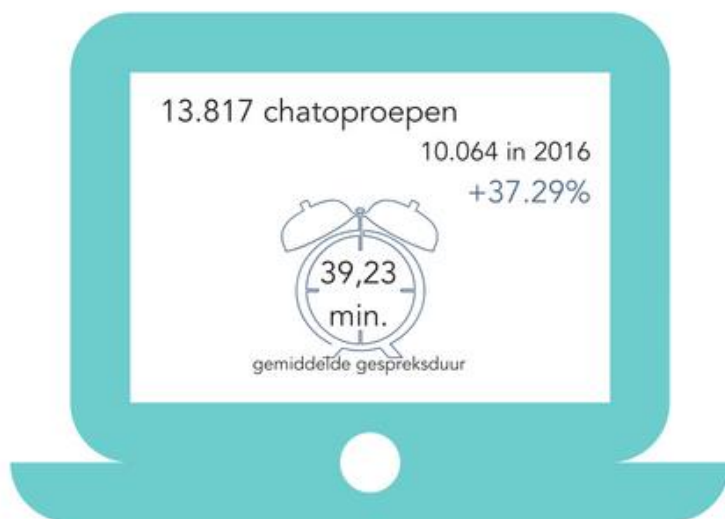 13.817 chatoproepen
10.064 in 2016
+37.29%
39,23
min.
gemiddelde gespreksduur